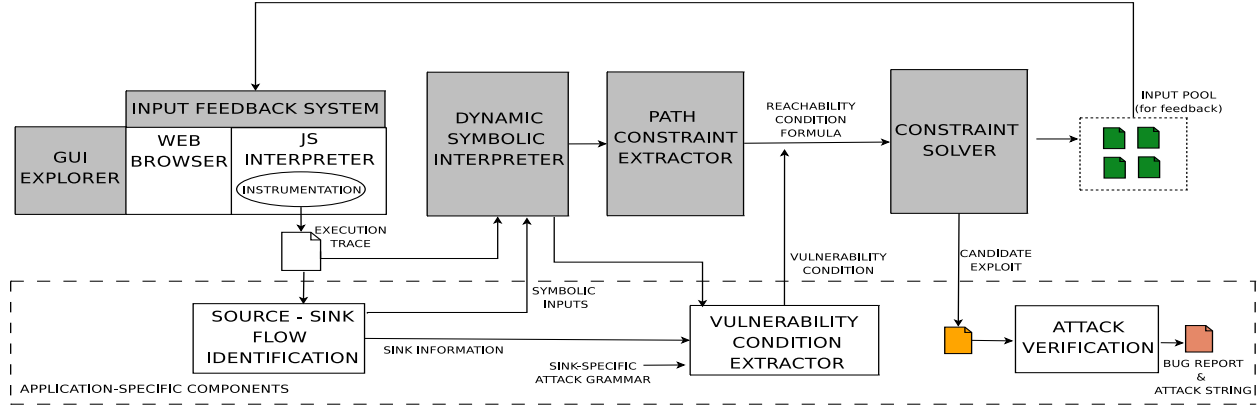 INPUT FEEDBACK SYSTEM
GUI
EXPLORER
WEB
BROWSER
JS
INTERPRETER
INSTRUMENTATION
EXECUTION
TRACE
DYNAMIC
SYMBOLIC
INTERPRETER
PATH
CONSTRAINT
EXTRACTOR
REACHABILITY
CONDITION
FORMULA
CONSTRAINT
SOLVER
INPUT POOL
(for feedback)
SYMBOLIC
INPUTS
VULNERABILITY
CONDITION
CANDIDATE
EXPLOIT
SOURCE - SINK
FLOW
IDENTIFICATION
SINK INFORMATION
SINK-SPECIFIC
ATTACK GRAMMAR
VULNERABILITY
CONDITION
EXTRACTOR
ATTACK
VERIFICATION
BUG REPORT
&
ATTACK STRING
APPLICATION-SPECIFIC COMPONENTS